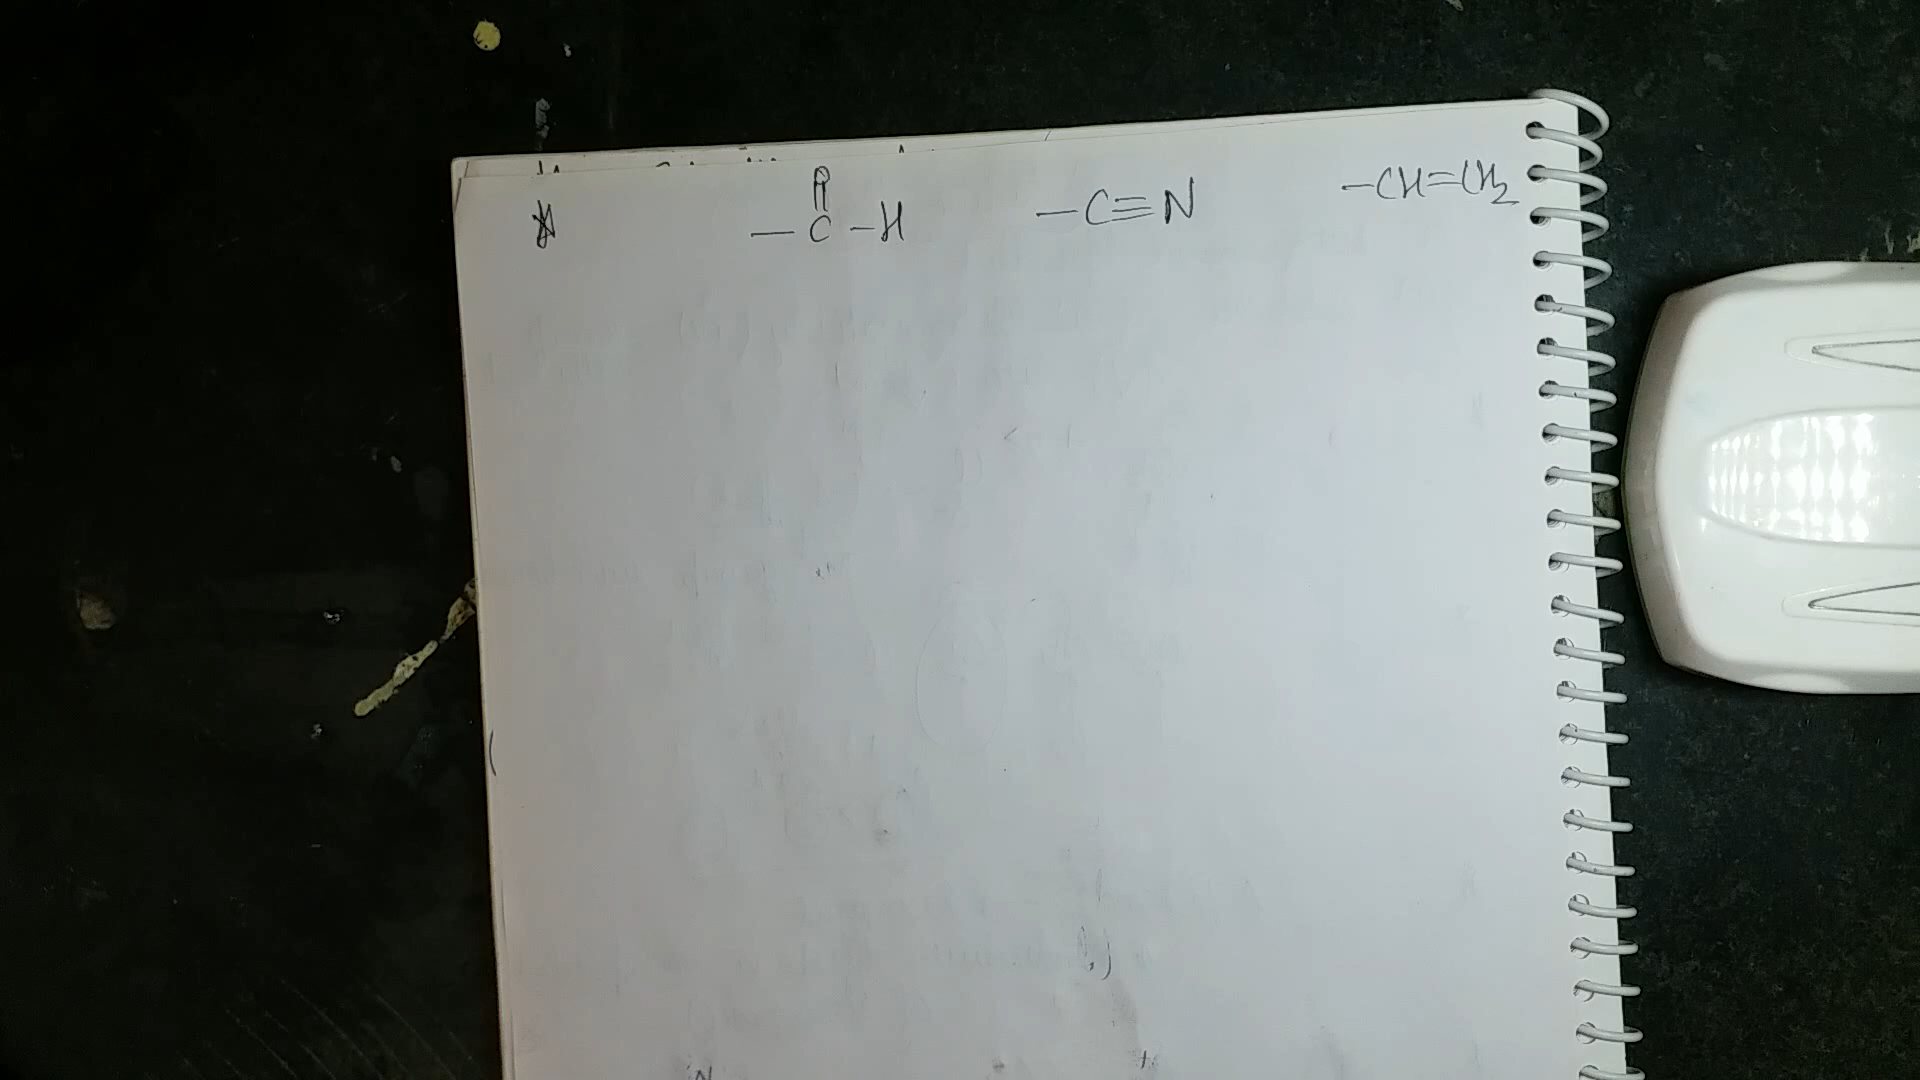 O
* — C — H — C≡N — CH=CH₂